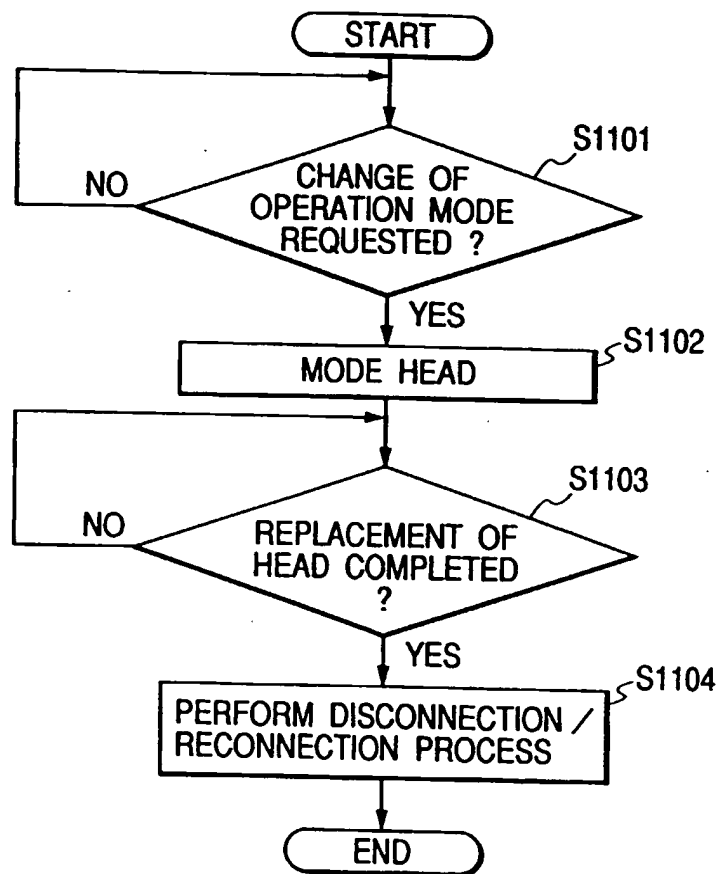 START
S1101
CHANGE OF
OPERATION MODE
REQUESTED ?
NO
YES
S1102
MODE HEAD
S1103
REPLACEMENT OF
HEAD COMPLETED
?
NO
YES
S1104
PERFORM DISCONNECTION /
RECONNECTION PROCESS
END